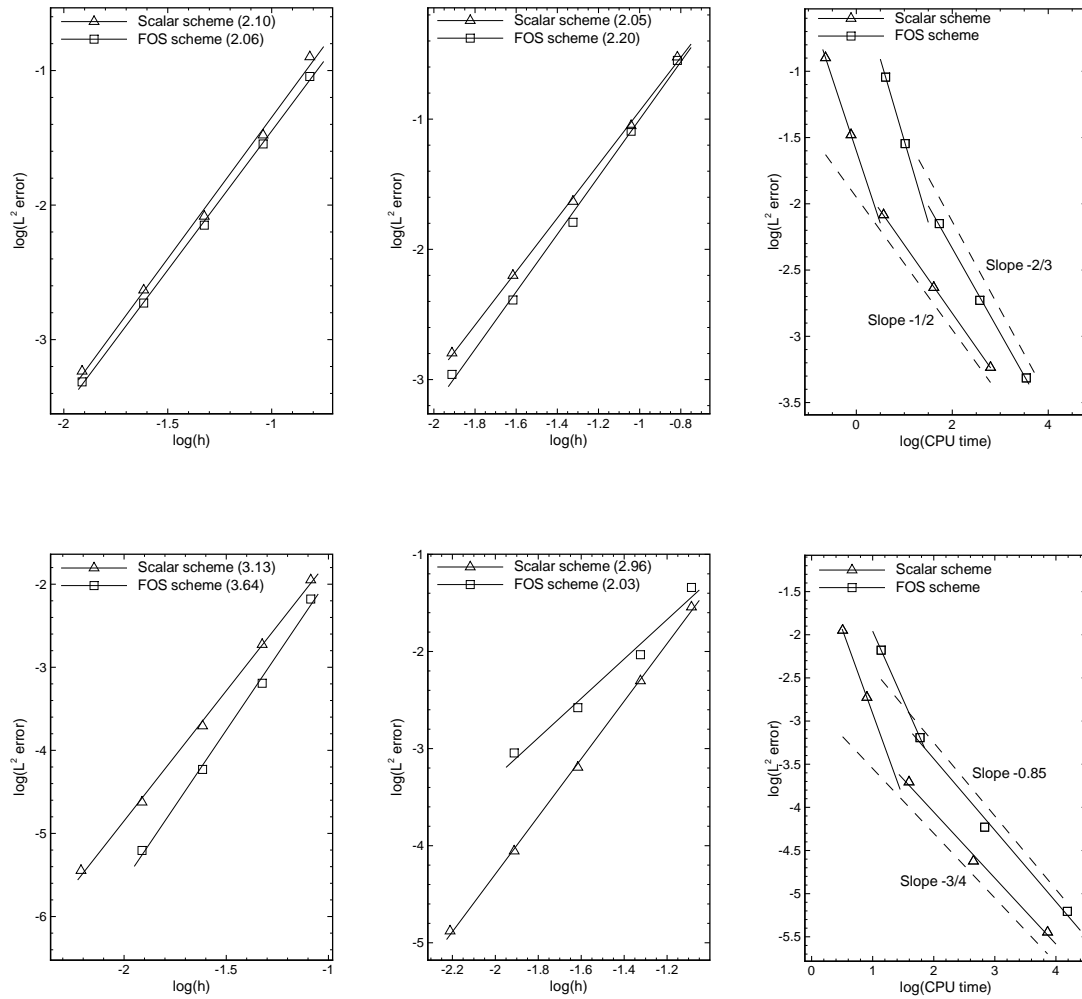 Scalar scheme (2.10)
FOS scheme (2.06)
-1
-2
-3
-2
-1.5
-1
log(h)
log(L² error)
Scalar scheme (2.05)
FOS scheme (2.20)
-1
-2
-3
-2
-1.8
-1.6
-1.4
-1.2
-1
-0.8
log(h)
log(L² error)
Scalar scheme
FOS scheme
-1
-1.5
-2
-2.5
-3
-3.5
Slope -2/3
Slope -1/2
0
2
4
log(CPU time)
log(L² error)
Scalar scheme (3.13)
FOS scheme (3.64)
-2
-3
-4
-5
-6
-2
-1.5
-1
log(h)
log(L² error)
Scalar scheme (2.96)
FOS scheme (2.03)
-1
-2
-3
-4
-5
-2.2
-2
-1.8
-1.6
-1.4
-1.2
log(h)
log(L² error)
Scalar scheme
FOS scheme
-1.5
-2
-2.5
-3
-3.5
-4
-4.5
-5
-5.5
Slope -0.85
Slope -3/4
0
1
2
3
4
log(CPU time)
log(L² error)